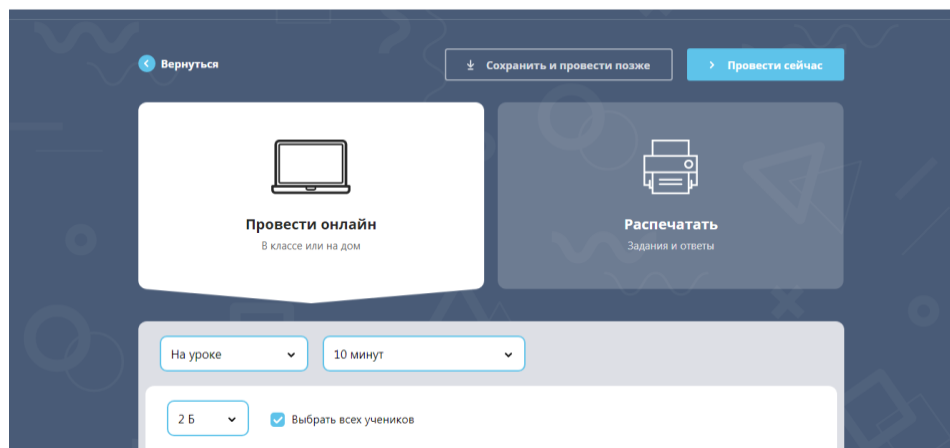 Вернуться
Сохранить и провести позже
Провести сейчас
Провести онлайн
В классе или на дом
Распечатать
Задания и ответы
На уроке
10 минут
2 Б
Выбрать всех учеников